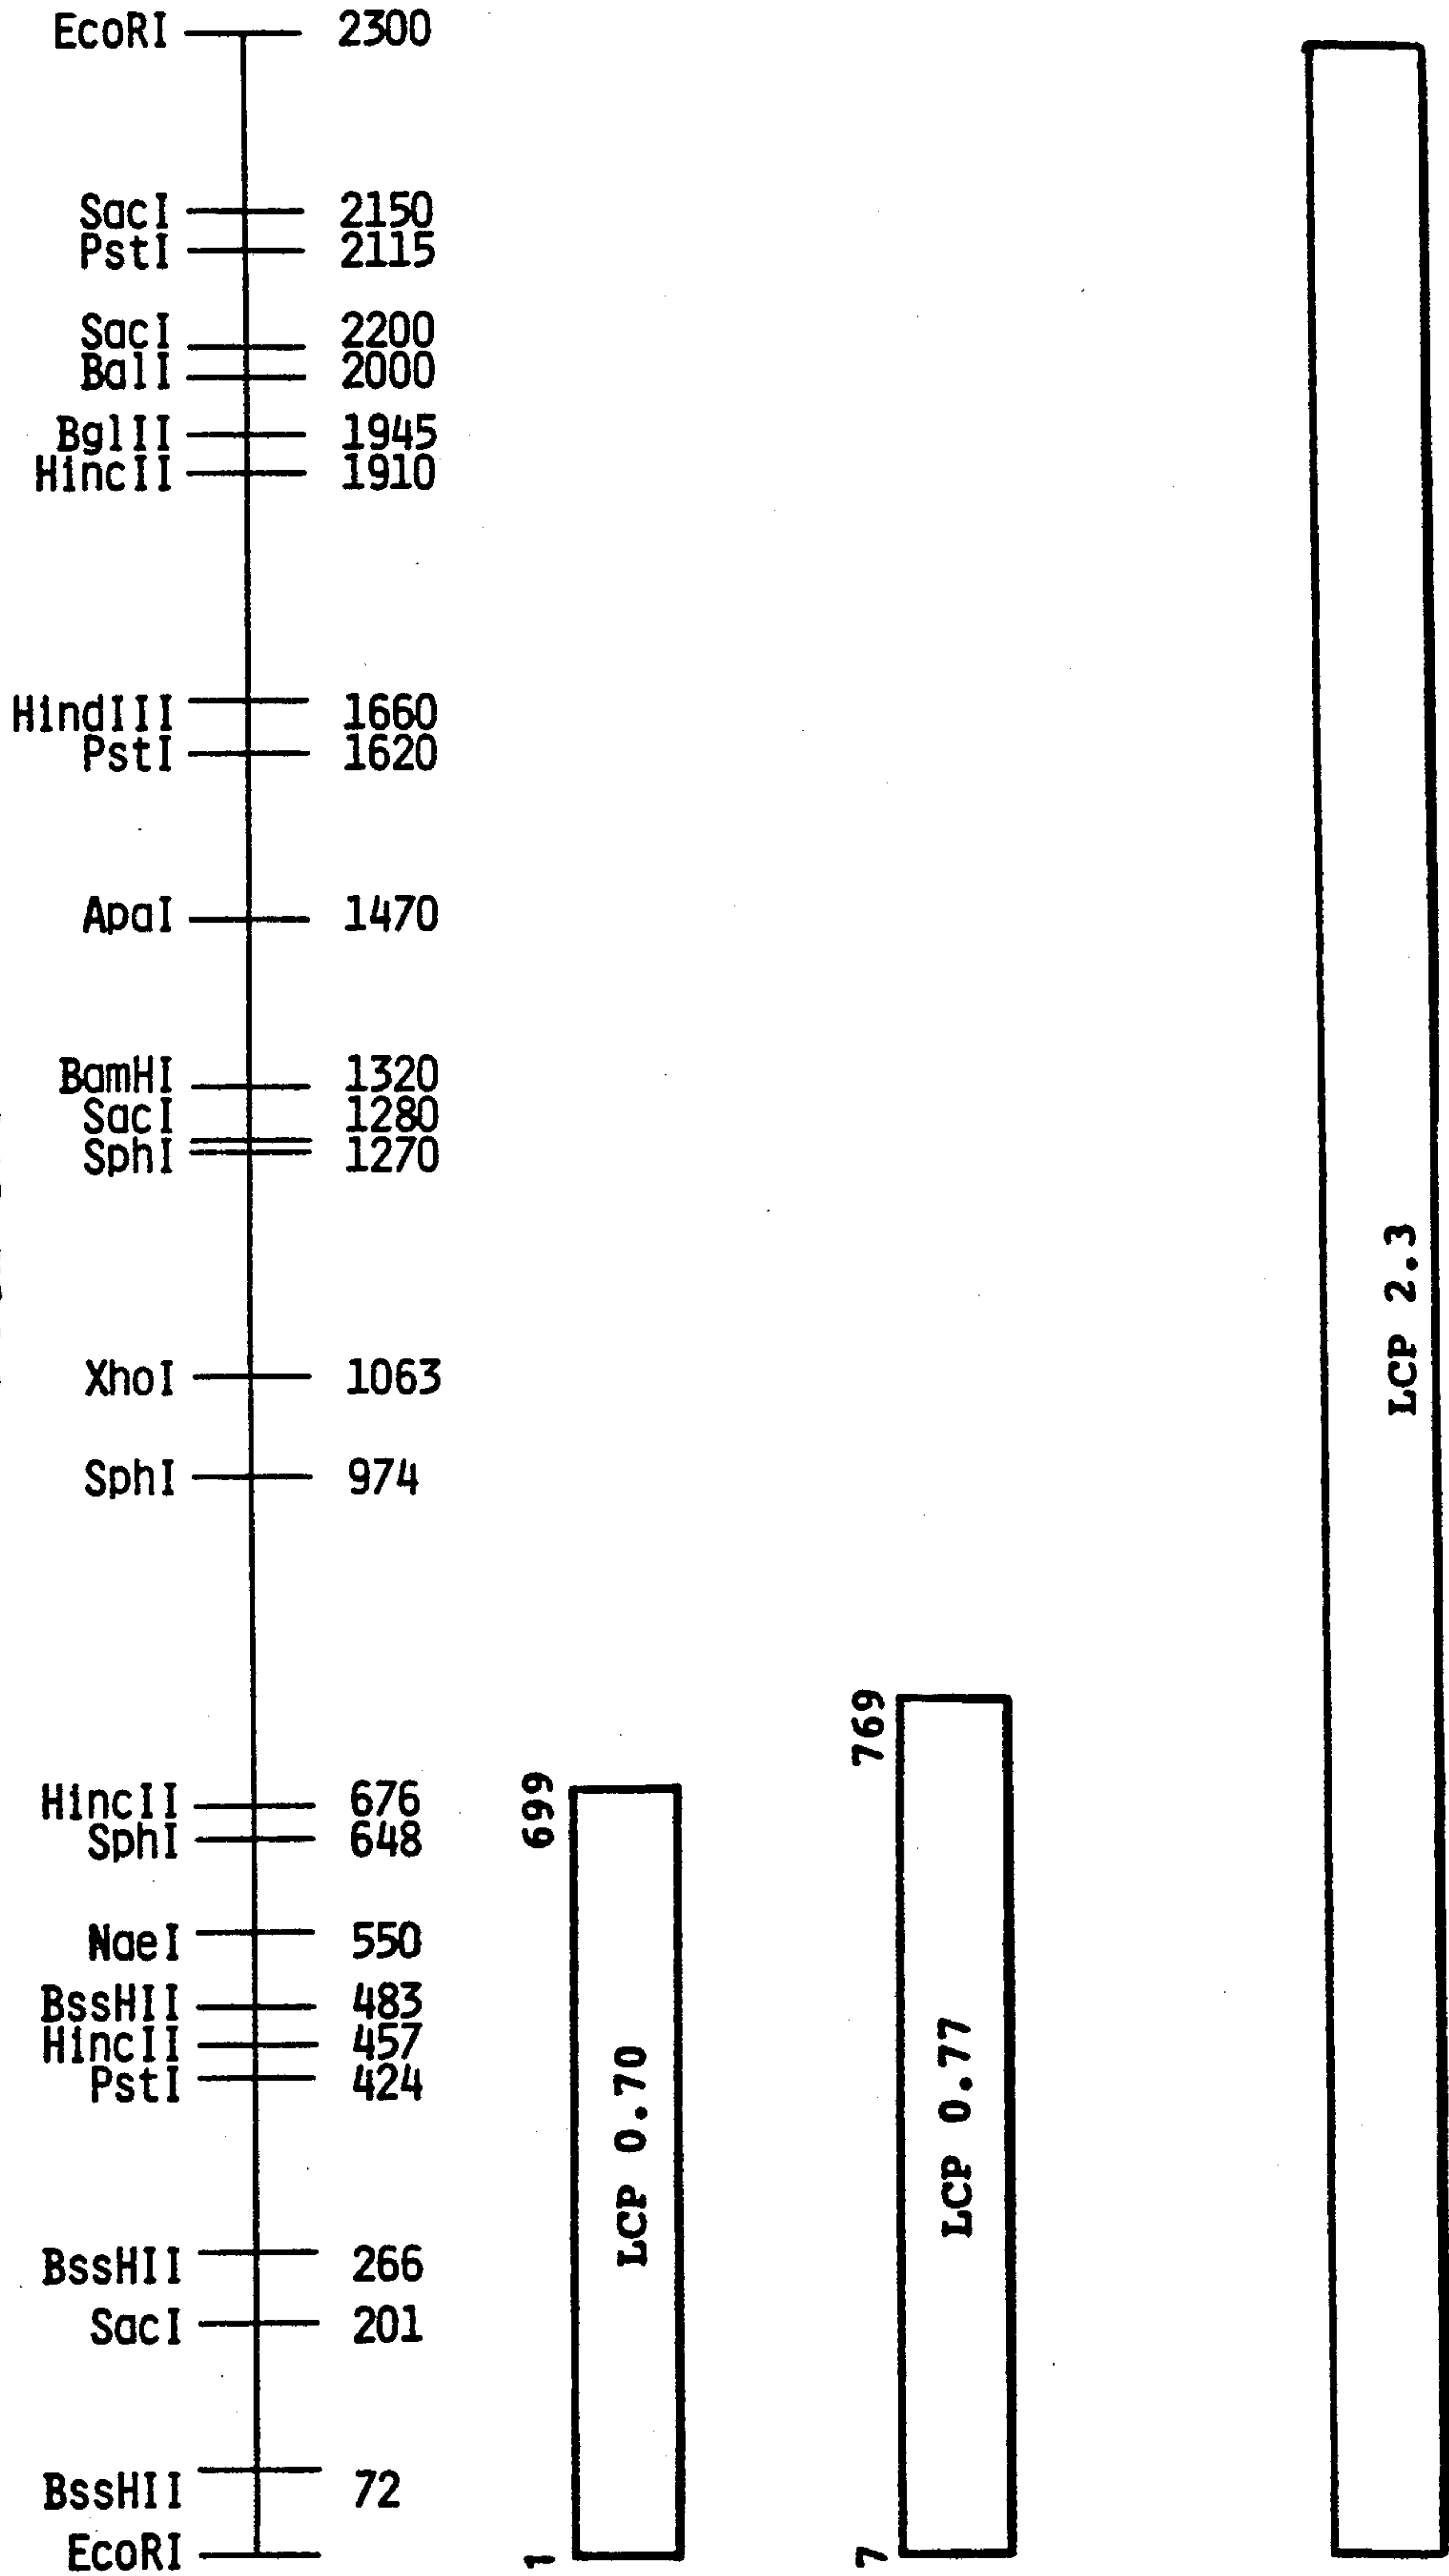 EcoRI 2300
SacI 2150
PstI 2115
SacI 2200
BalI 2000
BglII 1945
HincII 1910
HindIII 1660
PstI 1620
ApaI 1470
BamHI 1320
SacI 1280
SphI 1270
XhoI 1063
SphI 974
HincII 676
SphI 648
NaeI 550
BssHII 483
HincII 457
PstI 424
BssHII 266
SacI 201
BssHII 72
EcoRI
699
LCP 0.70
1
769
LCP 0.77
7
LCP 2.3